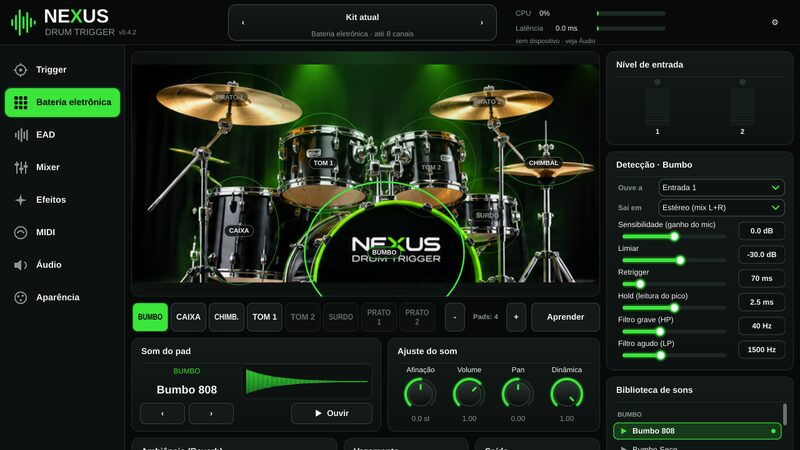 NEXUS
DRUM TRIGGER v0.4.2
Kit atual
Bateria eletrônica · até 8 canais
CPU 0%
Latência 0.0 ms
sem dispositivo · veja Áudio
Trigger
Bateria eletrônica
EAD
Mixer
Efeitos
MIDI
Áudio
Aparência
PRATO 1
PRATO 2
TOM 1
TOM 2
CHIMBAL
SURDO
CAIXA
NEXUS
BUMBO
DRUM TRIGGER
BUMBO
CAIXA
CHIMB.
TOM 1
TOM 2
SURDO
PRATO 1
PRATO 2
-
Pads: 4
+
Aprender
Som do pad
BUMBO
Bumbo 808
‹
›
Ouvir
Ajuste do som
Afinação Volume Pan Dinâmica
0.0 st 1.00 0.00 1.00
Ambiência (Reverb)
Vazamento
Saída
Nível de entrada
1 2
Detecção · Bumbo
Ouve a Entrada 1
Sai em Estéreo (mix L+R)
Sensibilidade (ganho do mic) 0.0 dB
Limiar -30.0 dB
Retrigger 70 ms
Hold (leitura do pico) 2.5 ms
Filtro grave (HP) 40 Hz
Filtro agudo (LP) 1500 Hz
Biblioteca de sons
BUMBO
Bumbo 808
Bumbo Seco